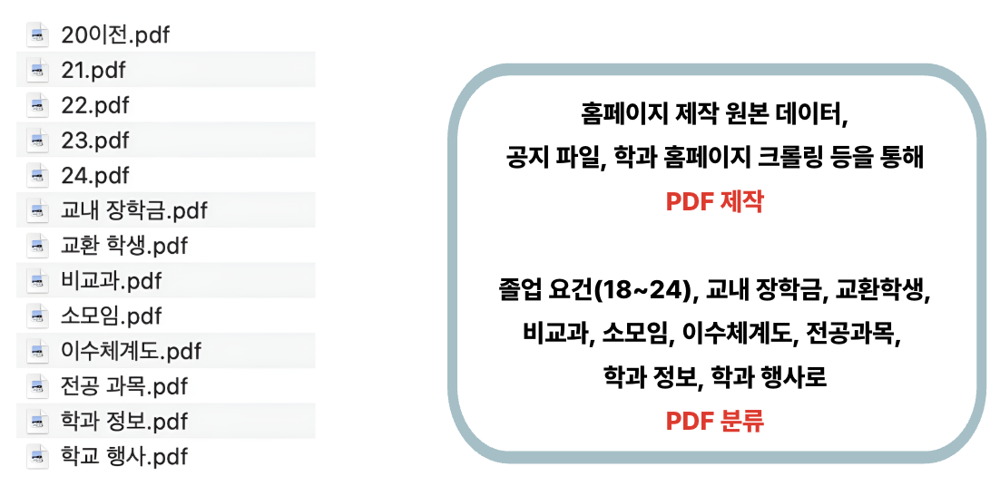 20이전.pdf
21.pdf
22.pdf
23.pdf
24.pdf
교내 장학금.pdf
교환 학생.pdf
비교과.pdf
소모임.pdf
이수체계도.pdf
전공 과목.pdf
학과 정보.pdf
학교 행사.pdf
홈페이지 제작 원본 데이터,
공지 파일, 학과 홈페이지 크롤링 등을 통해
PDF 제작
졸업 요건(18~24), 교내 장학금, 교환학생,
비교과, 소모임, 이수체계도, 전공과목,
학과 정보, 학과 행사로
PDF 분류